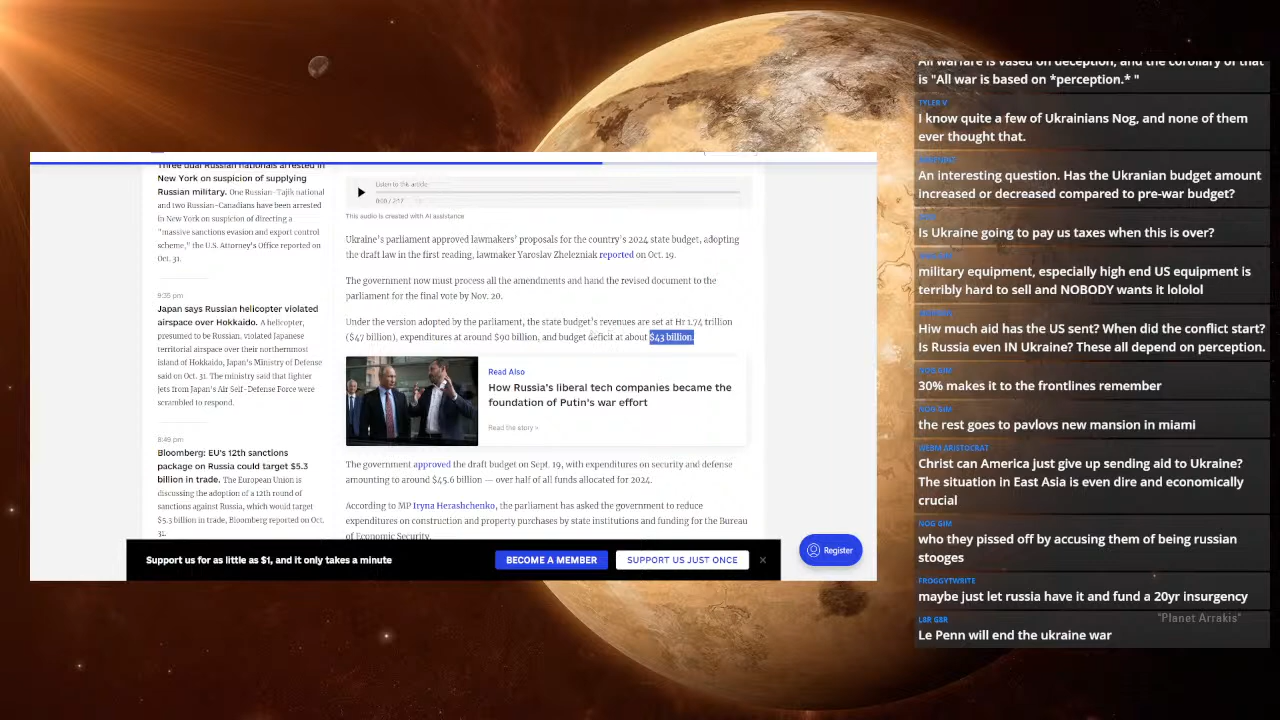 Three dual Russian nationals arrested in
New York on suspicion of supplying
Russian military. One Russian-Tajik national
and two Russian-Canadians have been arrested
in New York on suspicion of directing a
"massive sanctions evasion and export control
scheme," the U.S. Attorney's Office reported on
Oct. 31.
9:35 pm
Japan says Russian helicopter violated
airspace over Hokkaido. A helicopter,
presumed to be Russian, violated Japanese
territorial airspace over their northernmost
island of Hokkaido, Japan's Ministry of Defense
said on Oct. 31. The ministry said that fighter
jets from Japan's Air Self-Defense Force were
scrambled to respond.
8:49 pm
Bloomberg: EU's 12th sanctions
package on Russia could target $5.3
billion in trade. The European Union is
discussing the adoption of a 12th round of
sanctions against Russia, which would target
$5.3 billion in trade, Bloomberg reported on Oct.
31.
Listen to this article
0:00 / 2:17
This audio is created with AI assistance
Ukraine's parliament approved lawmakers' proposals for the country's 2024 state budget, adopting
the draft law in the first reading, lawmaker Yaroslav Zhelezniak reported on Oct. 19.
The government now must process all the amendments and hand the revised document to the
parliament for the final vote by Nov. 20.
Under the version adopted by the parliament, the state budget's revenues are set at Hr 1.74 trillion
($47 billion), expenditures at around $90 billion, and budget deficit at about $43 billion.
Read Also
How Russia's liberal tech companies became the
foundation of Putin's war effort
Read the story »
The government approved the draft budget on Sept. 19, with expenditures on security and defense
amounting to around $45.6 billion — over half of all funds allocated for 2024.
According to MP Iryna Herashchenko, the parliament has asked the government to reduce
expenditures on construction and property purchases by state institutions and funding for the Bureau
of Economic Security.
Support us for as little as $1, and it only takes a minute
BECOME A MEMBER
SUPPORT US JUST ONCE
×
Register
All warfare is vased on deception, and the corollary of that
is "All war is based on *perception.* "
TYLER V
I know quite a few of Ukrainians Nog, and none of them
ever thought that.
An interesting question. Has the Ukranian budget amount
increased or decreased compared to pre-war budget?
Is Ukraine going to pay us taxes when this is over?
military equipment, especially high end US equipment is
terribly hard to sell and NOBODY wants it lololol
Hiw much aid has the US sent? When did the conflict start?
Is Russia even IN Ukraine? These all depend on perception.
NOG GIM
30% makes it to the frontlines remember
NOG GIM
the rest goes to pavlovs new mansion in miami
WEBM ARISTOCRAT
Christ can America just give up sending aid to Ukraine?
The situation in East Asia is even dire and economically
crucial
NOG GIM
who they pissed off by accusing them of being russian
stooges
FROGGYTWRITE
maybe just let russia have it and fund a 20yr insurgency
"Planet Arrakis"
L8R G8R
Le Penn will end the ukraine war